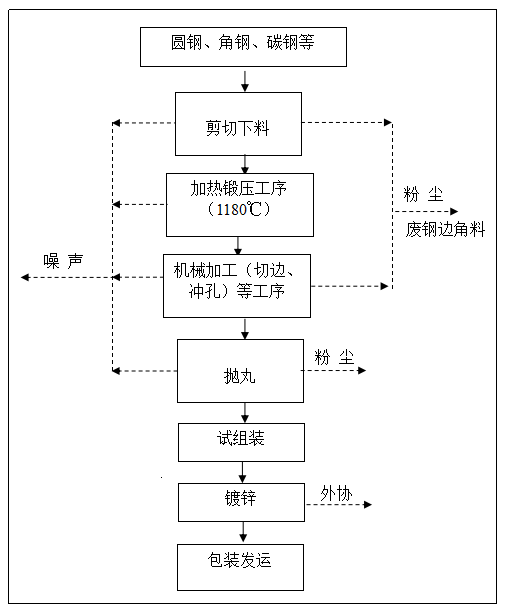 圆钢、角钢、碳钢等
剪切下料
粉 尘
加热锻压工序
（1180℃）
废钢边角料
噪 声
机械加工（切边、
冲孔）等工序
粉 尘
抛丸
试组装
镀锌
外协
包装发运